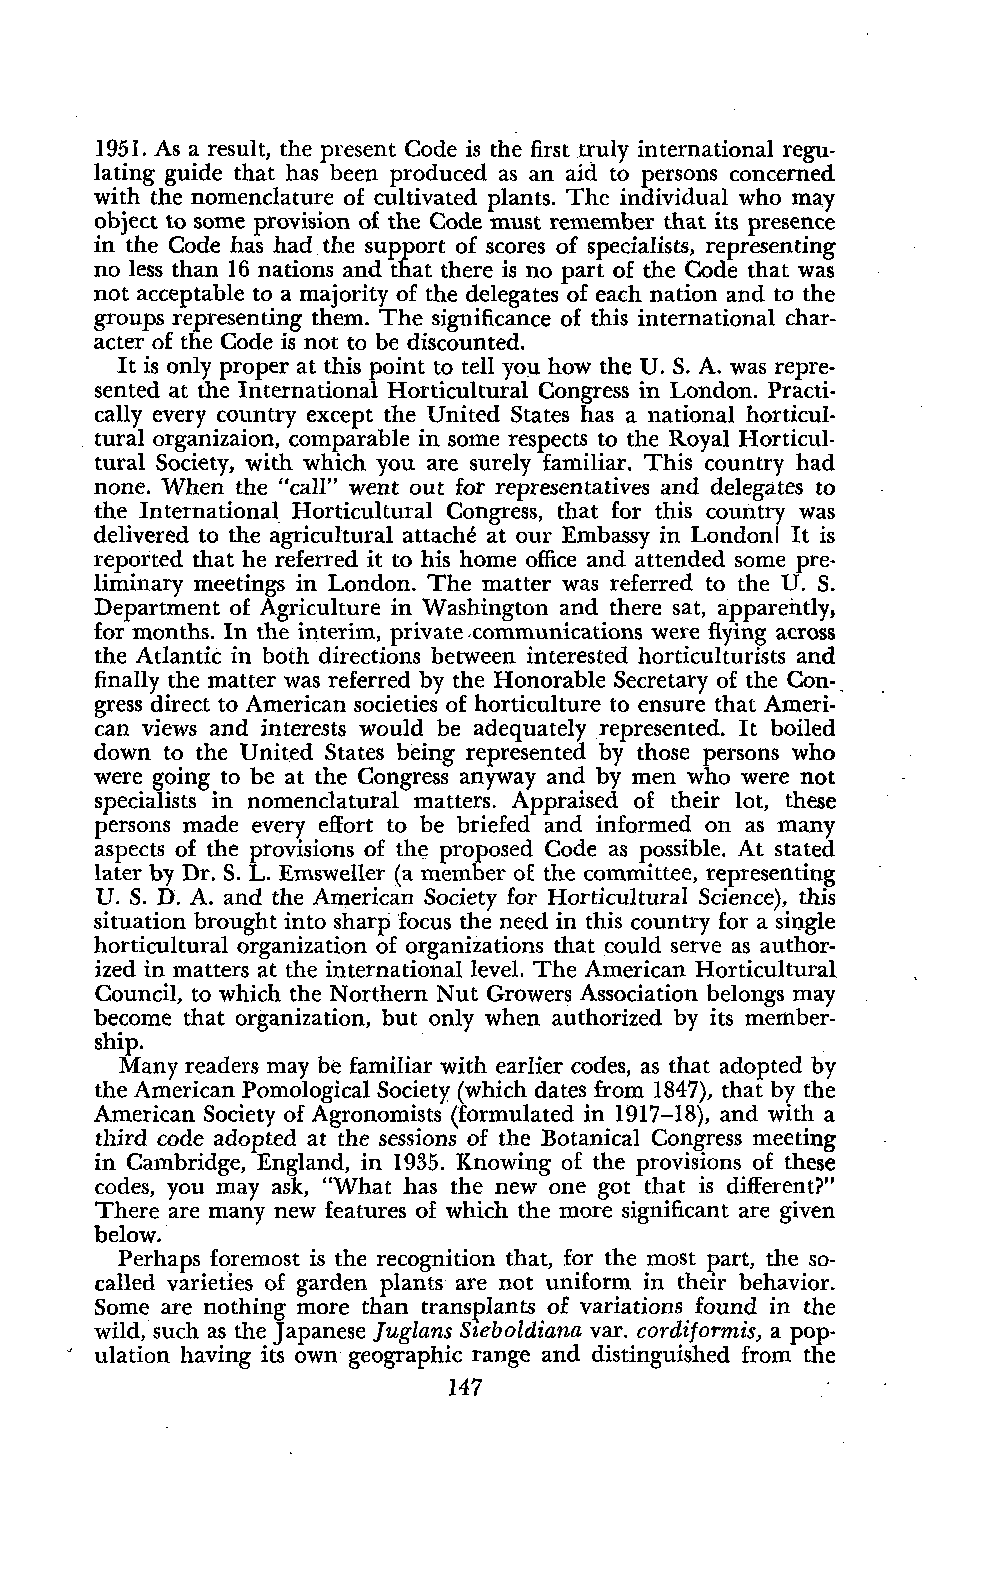 1951. As a result, the present Code is the first truly international regu-
lating guide that has been produced as an aid to persons concerned
with the nomenclature of cultivated plants. The individual who may
object to some provision of the Code must remember that its presence
in the Code has had the support of scores of specialists, representing
no less than 16 nations and that there is no part of the Code that was
not acceptable to a majority of the delegates of each nation and to the
groups representing them. The significance of this international char-
acter of the Code is not to be discounted.
It is only proper at this point to tell you how the U. S. A. was repre-
sented at the International Horticultural Congress in London. Practi-
cally every country except the United States has a national horticul-
tural organizaion, comparable in some respects to the Royal Horticul-
tural Society, with which you are surely familiar. This country had
none. When the "call" went out for representatives and delegates to
the International Horticultural Congress, that for this country was
delivered to the agricultural attaché at our Embassy in London! It is
reported that he referred it to his home office and attended some pre-
liminary meetings in London. The matter was referred to the U. S.
Department of Agriculture in Washington and there sat, apparently,
for months. In the interim, private communications were flying across
the Atlantic in both directions between interested horticulturists and
finally the matter was referred by the Honorable Secretary of the Con-
gress direct to American societies of horticulture to ensure that Ameri-
can views and interests would be adequately represented. It boiled
down to the United States being represented by those persons who
were going to be at the Congress anyway and by men who were not
specialists in nomenclatural matters. Appraised of their lot, these
persons made every effort to be briefed and informed on as many
aspects of the provisions of the proposed Code as possible. At stated
later by Dr. S. L. Emsweller (a member of the committee, representing
U. S. D. A. and the American Society for Horticultural Science), this
situation brought into sharp focus the need in this country for a single
horticultural organization of organizations that could serve as author-
ized in matters at the international level. The American Horticultural
Council, to which the Northern Nut Growers Association belongs may
become that organization, but only when authorized by its member-
ship.
Many readers may be familiar with earlier codes, as that adopted by
the American Pomological Society (which dates from 1847), that by the
American Society of Agronomists (formulated in 1917–18), and with a
third code adopted at the sessions of the Botanical Congress meeting
in Cambridge, England, in 1935. Knowing of the provisions of these
codes, you may ask, "What has the new one got that is different?"
There are many new features of which the more significant are given
below.
Perhaps foremost is the recognition that, for the most part, the so-
called varieties of garden plants are not uniform in their behavior.
Some are nothing more than transplants of variations found in the
wild, such as the Japanese Juglans Sieboldiana var. cordiformis, a pop-
ulation having its own geographic range and distinguished from the
147